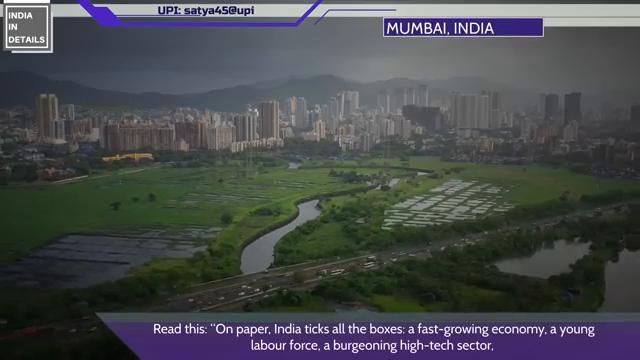 INDIA
IN
DETAILS
UPI: satya45@upi
MUMBAI, INDIA
Read this: "On paper, India ticks all the boxes: a fast-growing economy, a young
labour force, a burgeoning high-tech sector,